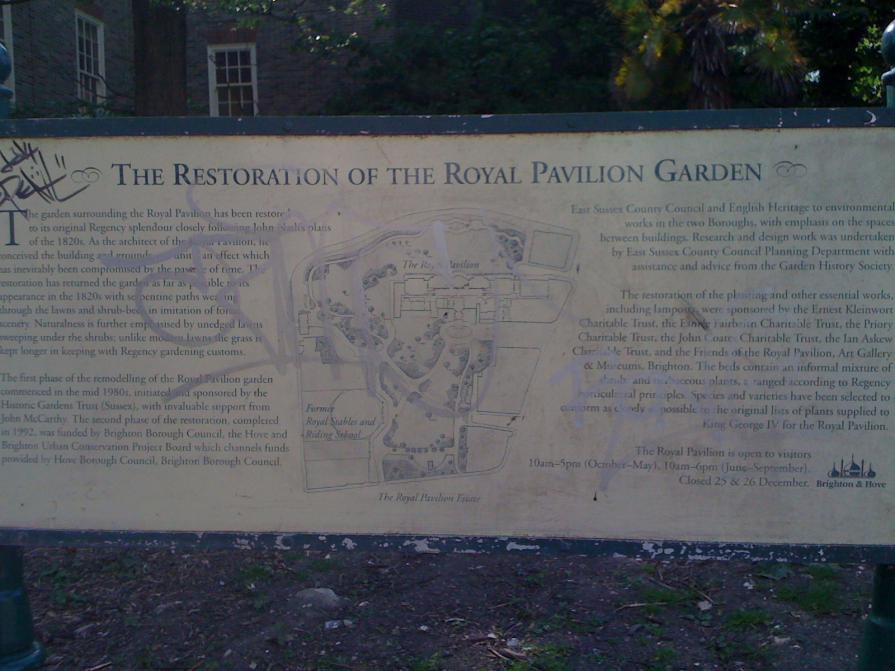 THE RESTORATION OF THE ROYAL PAVILION GARDEN
The garden surrounding the Royal Pavilion has been restored
to its original Regency splendour closely following John Nash's plans
of the 1820s. As the architect of the Royal Pavilion, he
conceived the building and grounds effect which
has inevitably been compromised by the passage of time. The
restoration has returned the garden as far as possible to its
appearance in the 1820s with serpentine paths weaving
through the lawns and shrub-beds in imitation of
scenery. Naturalness is further emphasised by unedged lawns
sweeping under the shrubs; unlike modern lawns the grass is
kept longer in keeping with Regency gardening customs.
The first phase of the remodelling of the Royal Pavilion garden
commenced in the mid 1980s, initiated and sponsored by the
Historic Gardens Trust (Sussex), with invaluable support from
John McCarthy. The second phase of the restoration, completed
in 1992, was funded by Brighton Borough Council, the Hove and
Brighton Urban Conservation Project Board which channels funds
provided by Hove Borough Council, Brighton Borough Council,
The Royal Pavilion
Former
Royal Stables and
Riding School
The Royal Pavilion Estate
East Sussex County Council and English Heritage to environmental
works in the two Boroughs, with emphasis on the spaces
between buildings. Research and design work was undertaken
by East Sussex County Council Planning Department with
assistance and advice from the Garden History Society.
The restoration of the planting and other essential works,
including lamposts were sponsored by the Ernest Kleinwort
Charitable Trust, the Esmée Fairbairn Charitable Trust, the Priory
Charitable Trust, the John Coates Charitable Trust, the Ian Askew
Charitable Trust, and the Friends of the Royal Pavilion, Art Gallery
& Museums, Brighton. The beds contain an informal mixture of
shrubs and herbaceous plants, arranged according to Regency
horticultural principles. Species and varieties have been selected to
conform as closely as possible to the original lists of plants supplied to
King George IV for the Royal Pavilion.
The Royal Pavilion is open to visitors
10am–5pm (October–May), 10am–6pm (June–September).
Closed 25 & 26 December.
Brighton & Hove